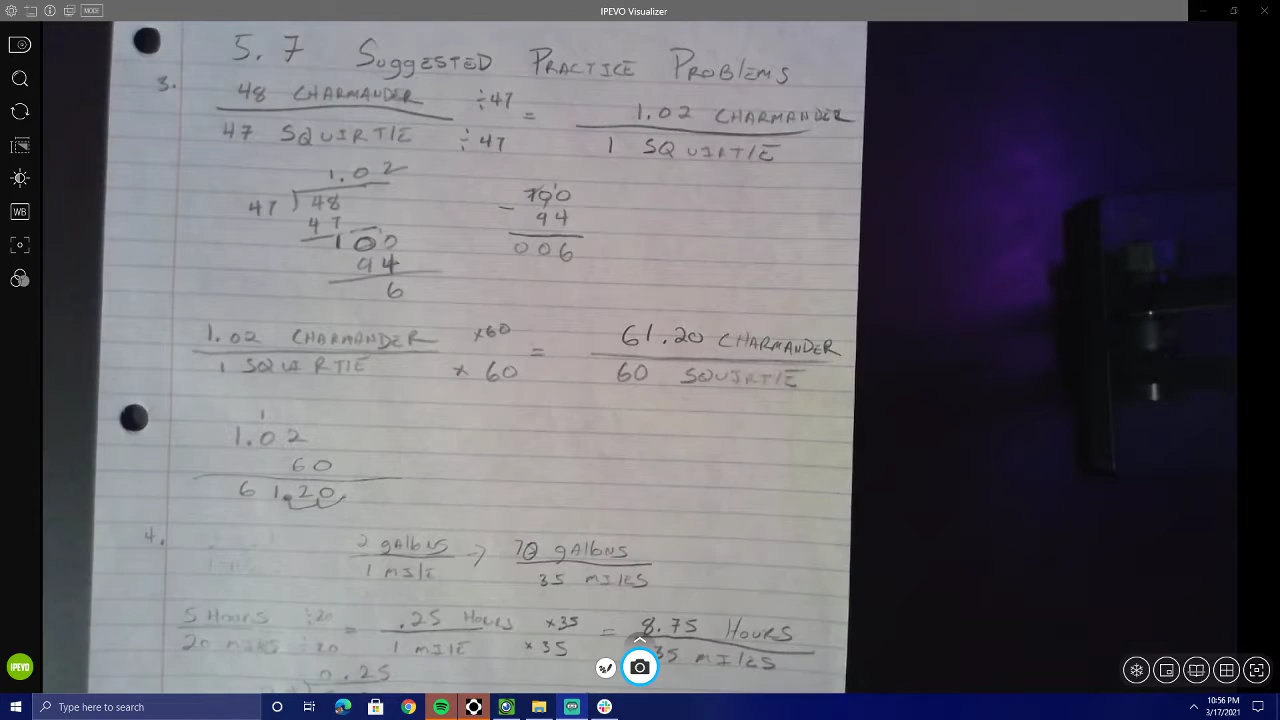 IPEVO Visualizer
MODE
5.7 SUGGESTED PRACTICE PROBLEMS
3.
48 CHARMANDER ÷47 = 1.02 CHARMANDER
47 SQUIRTLE ÷47 1 SQUIRTLE
1.02
47 ) 48
47
100
94
6
100
- 94
006
1.02 CHARMANDER ×60 = 61.20 CHARMANDER
1 SQUARTLE × 60 60 SQUIRTLE
1
1.02
60
61.20
4.
2 gAllONS → 70 gAllONS
1 MILE 35 MILES
5 HOURS ÷20 = .25 HOURS ×35 = 8.75 HOURS
20 MILES ÷20 1 MILE ×35 35 MILES
0.25
WB
IPEVO
Type here to search
10:56 PM
3/17/2021